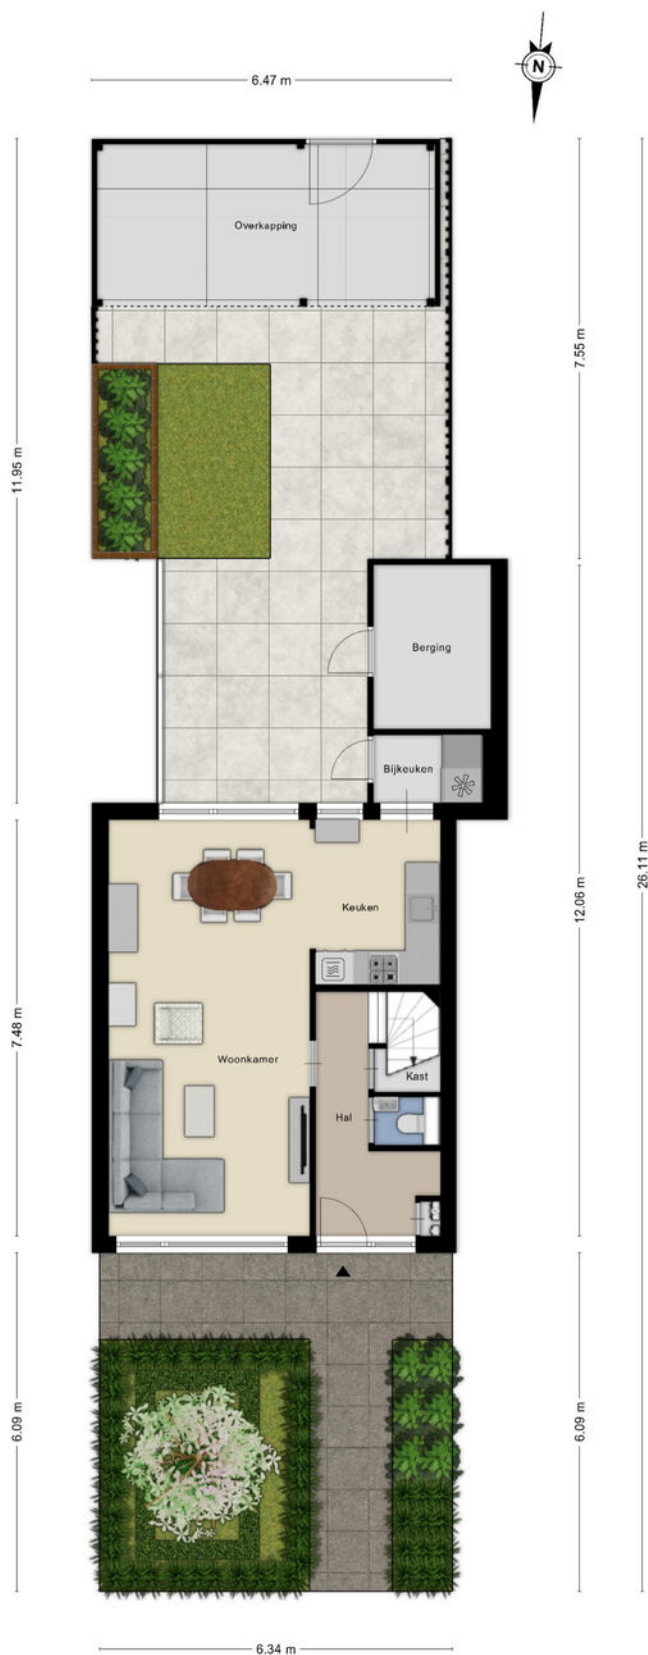 N
6.47 m
Overkapping
7.55 m
11.95 m
Berging
Bijkeuken
26.11 m
12.06 m
Keuken
7.48 m
Woonkamer
Kast
Hal
6.09 m
6.09 m
6.34 m